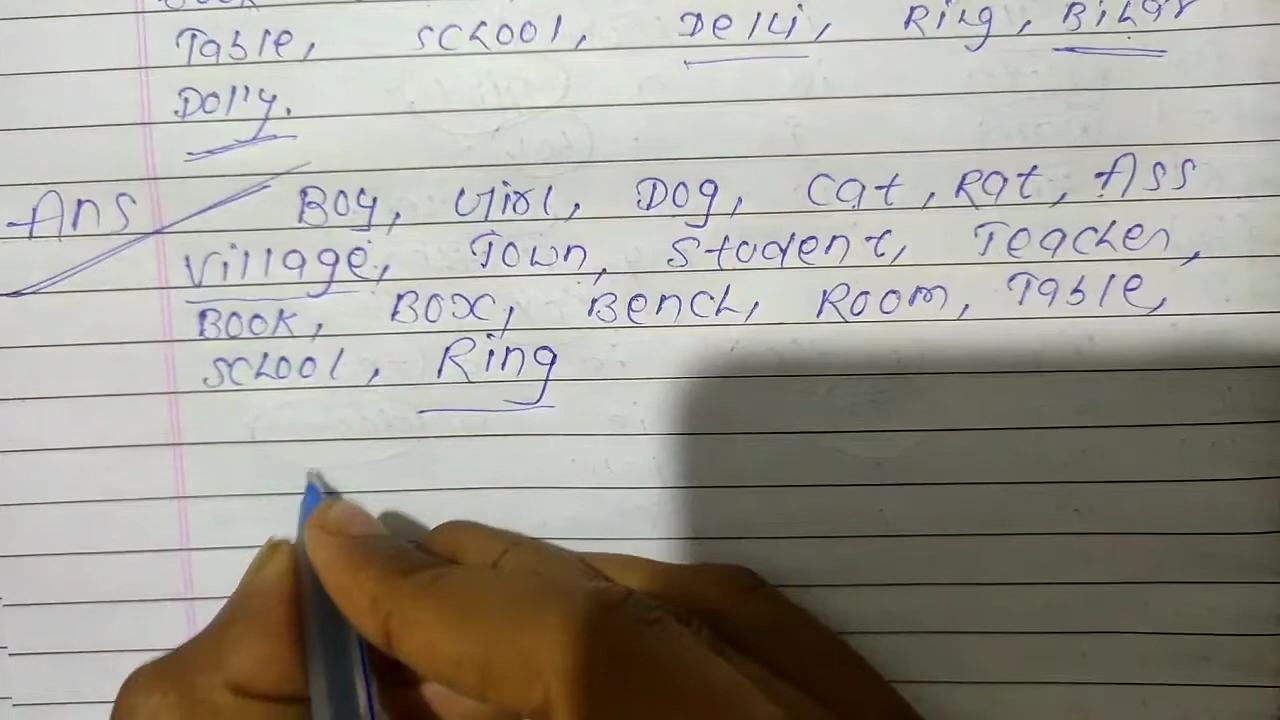 Table, School, Delhi, Ring, Bihar
Dolly.
Ans Boy, Girl, Dog, Cat, Rat, Ass
Village, Town, Student, Teacher,
Book, Box, Bench, Room, Table,
School, Ring